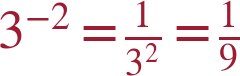 3⁻² = 1/3² = 1/9